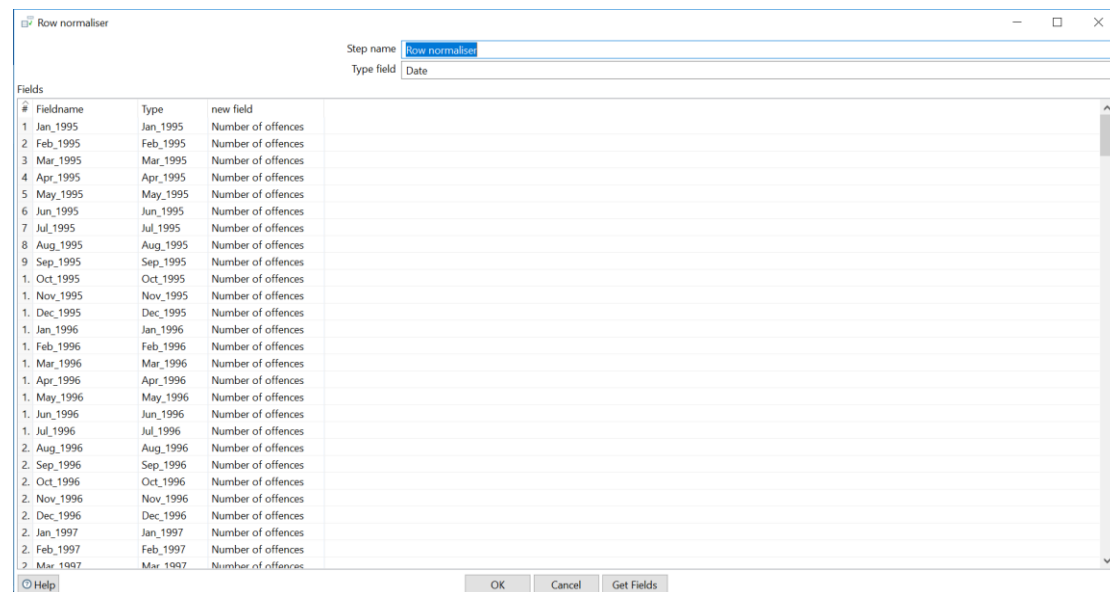 Row normaliser
Step name Row normaliser
Type field Date
Fields
# Fieldname Type new field
1 Jan_1995 Jan_1995 Number of offences
2 Feb_1995 Feb_1995 Number of offences
3 Mar_1995 Mar_1995 Number of offences
4 Apr_1995 Apr_1995 Number of offences
5 May_1995 May_1995 Number of offences
6 Jun_1995 Jun_1995 Number of offences
7 Jul_1995 Jul_1995 Number of offences
8 Aug_1995 Aug_1995 Number of offences
9 Sep_1995 Sep_1995 Number of offences
1. Oct_1995 Oct_1995 Number of offences
1. Nov_1995 Nov_1995 Number of offences
1. Dec_1995 Dec_1995 Number of offences
1. Jan_1996 Jan_1996 Number of offences
1. Feb_1996 Feb_1996 Number of offences
1. Mar_1996 Mar_1996 Number of offences
1. Apr_1996 Apr_1996 Number of offences
1. May_1996 May_1996 Number of offences
1. Jun_1996 Jun_1996 Number of offences
1. Jul_1996 Jul_1996 Number of offences
2. Aug_1996 Aug_1996 Number of offences
2. Sep_1996 Sep_1996 Number of offences
2. Oct_1996 Oct_1996 Number of offences
2. Nov_1996 Nov_1996 Number of offences
2. Dec_1996 Dec_1996 Number of offences
2. Jan_1997 Jan_1997 Number of offences
2. Feb_1997 Feb_1997 Number of offences
2. Mar_1997 Mar_1997 Number of offences
Help OK Cancel Get Fields